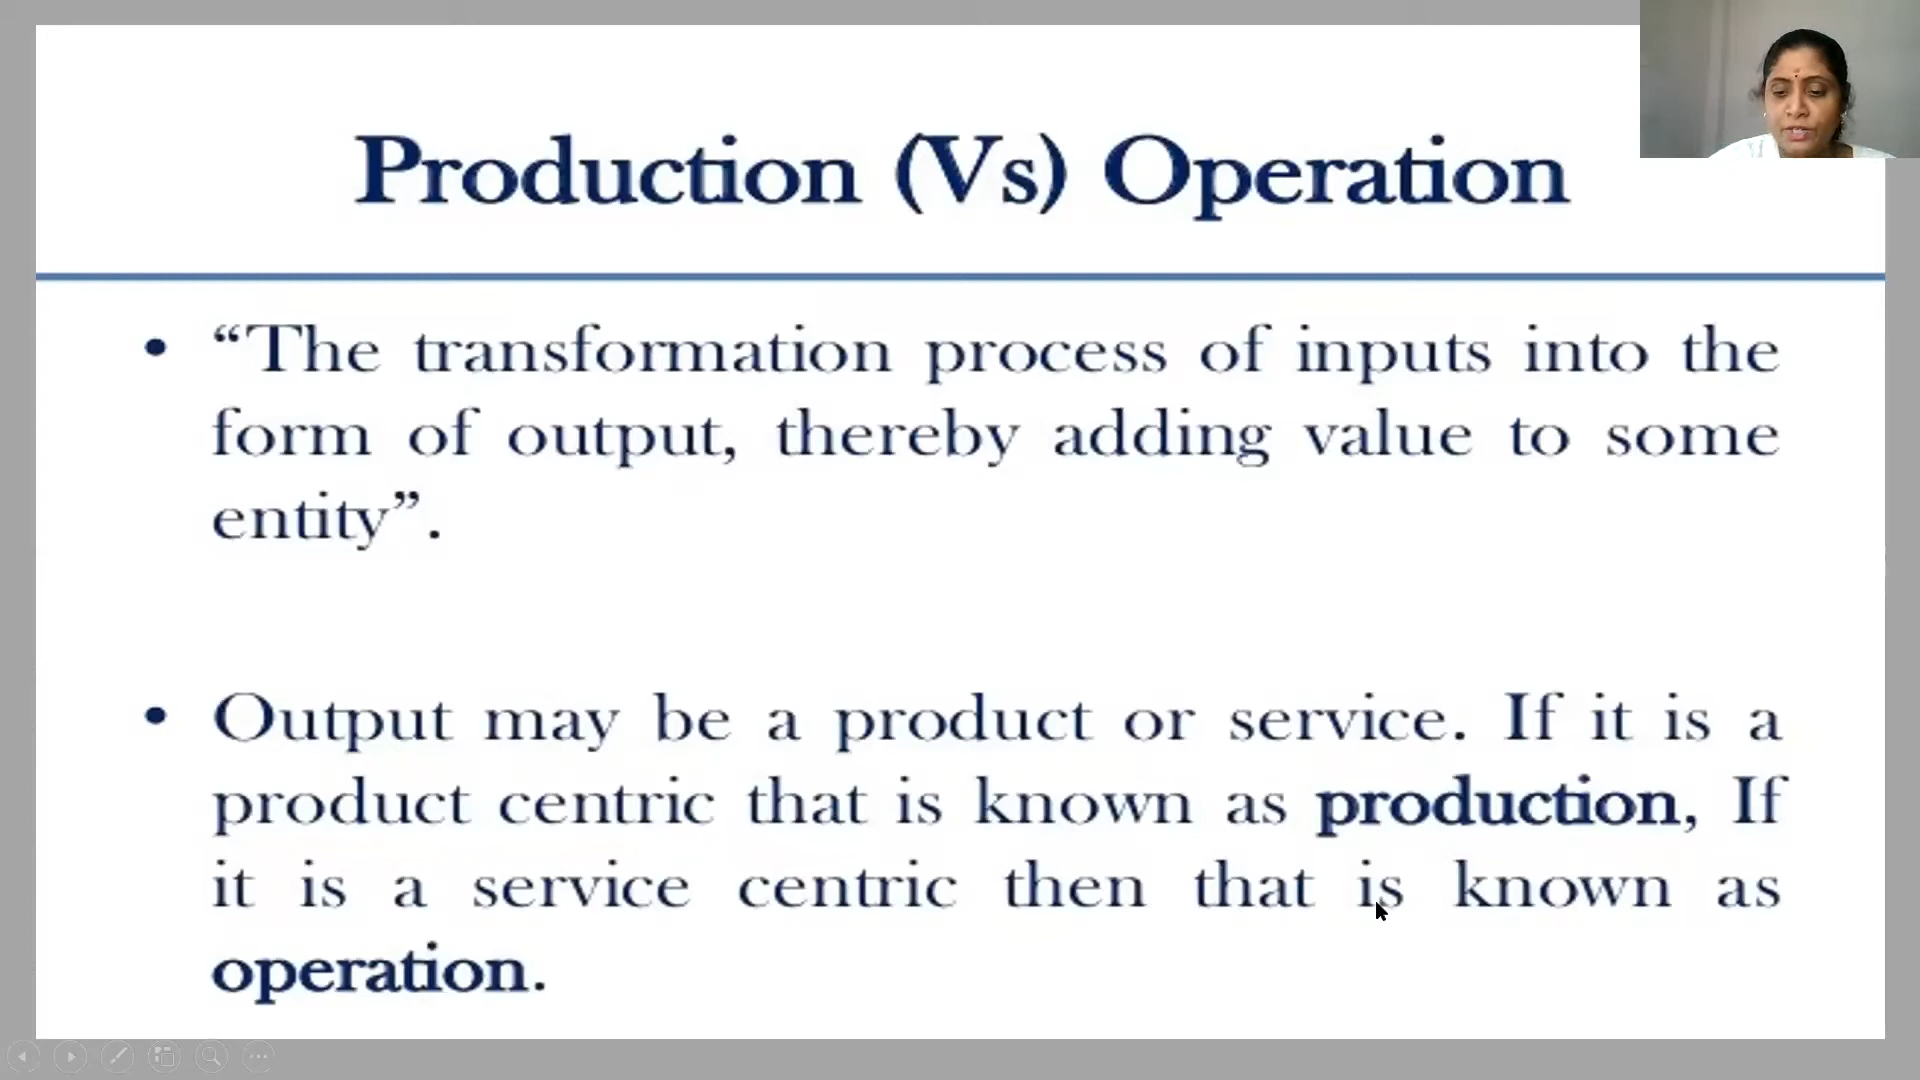 Production (Vs) Operation
• “The transformation process of inputs into the
form of output, thereby adding value to some
entity”.
• Output may be a product or service. If it is a
product centric that is known as production, If
it is a service centric then that is known as
operation.